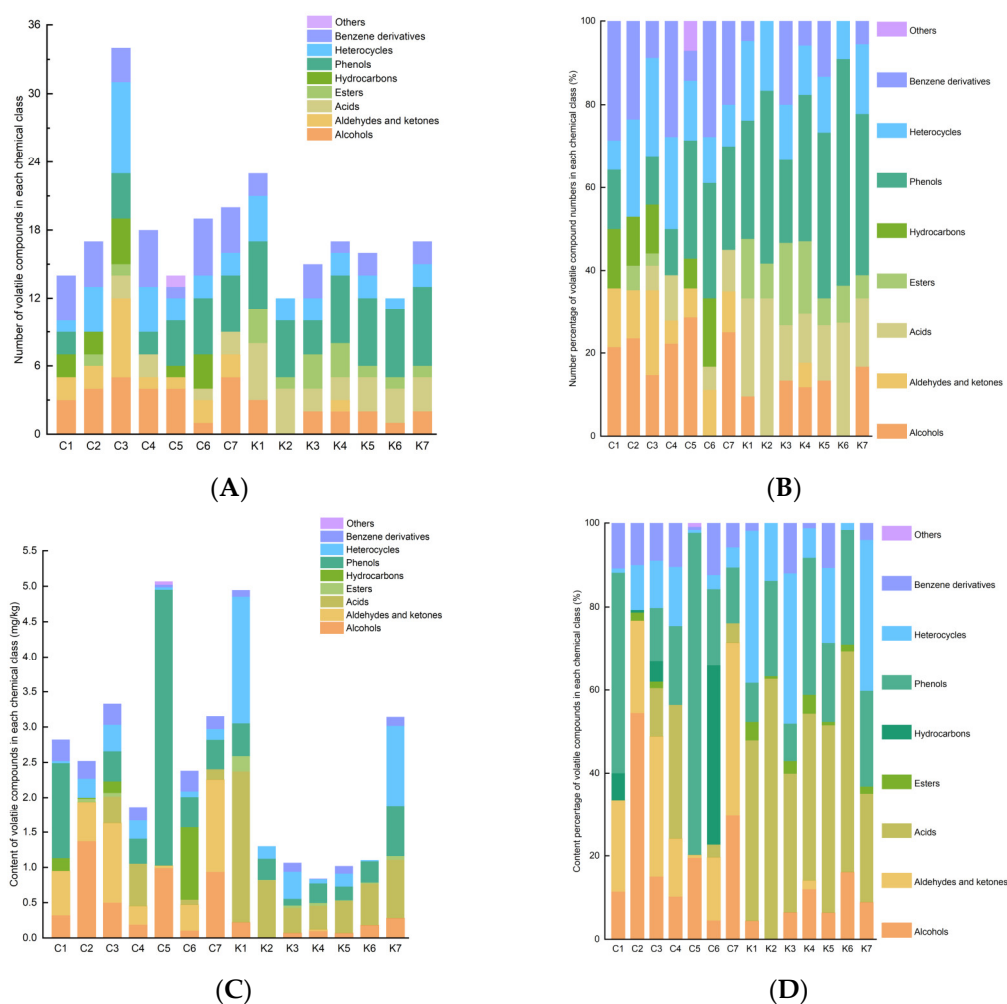 Number of volatile compounds in each chemical class
36
30
24
18
12
6
0
Others
Benzene derivatives
Heterocycles
Phenols
Hydrocarbons
Esters
Acids
Aldehydes and ketones
Alcohols
C1 C2 C3 C4 C5 C6 C7 K1 K2 K3 K4 K5 K6 K7
(A)
Number percentage of volatile compound numbers in each chemical class (%)
100
80
60
40
20
0
C1 C2 C3 C4 C5 C6 C7 K1 K2 K3 K4 K5 K6 K7
Others
Benzene derivatives
Heterocycles
Phenols
Hydrocarbons
Esters
Acids
Aldehydes and ketones
Alcohols
(B)
Content of volatile compounds in each chemical class (mg/kg)
5.5
5.0
4.5
4.0
3.5
3.0
2.5
2.0
1.5
1.0
0.5
0.0
Others
Benzene derivatives
Heterocycles
Phenols
Hydrocarbons
Esters
Acids
Aldehydes and ketones
Alcohols
C1 C2 C3 C4 C5 C6 C7 K1 K2 K3 K4 K5 K6 K7
(C)
Content percentage of volatile compounds in each chemical class (%)
100
80
60
40
20
0
C1 C2 C3 C4 C5 C6 C7 K1 K2 K3 K4 K5 K6 K7
Others
Benzene derivatives
Heterocycles
Phenols
Hydrocarbons
Esters
Acids
Aldehydes and ketones
Alcohols
(D)